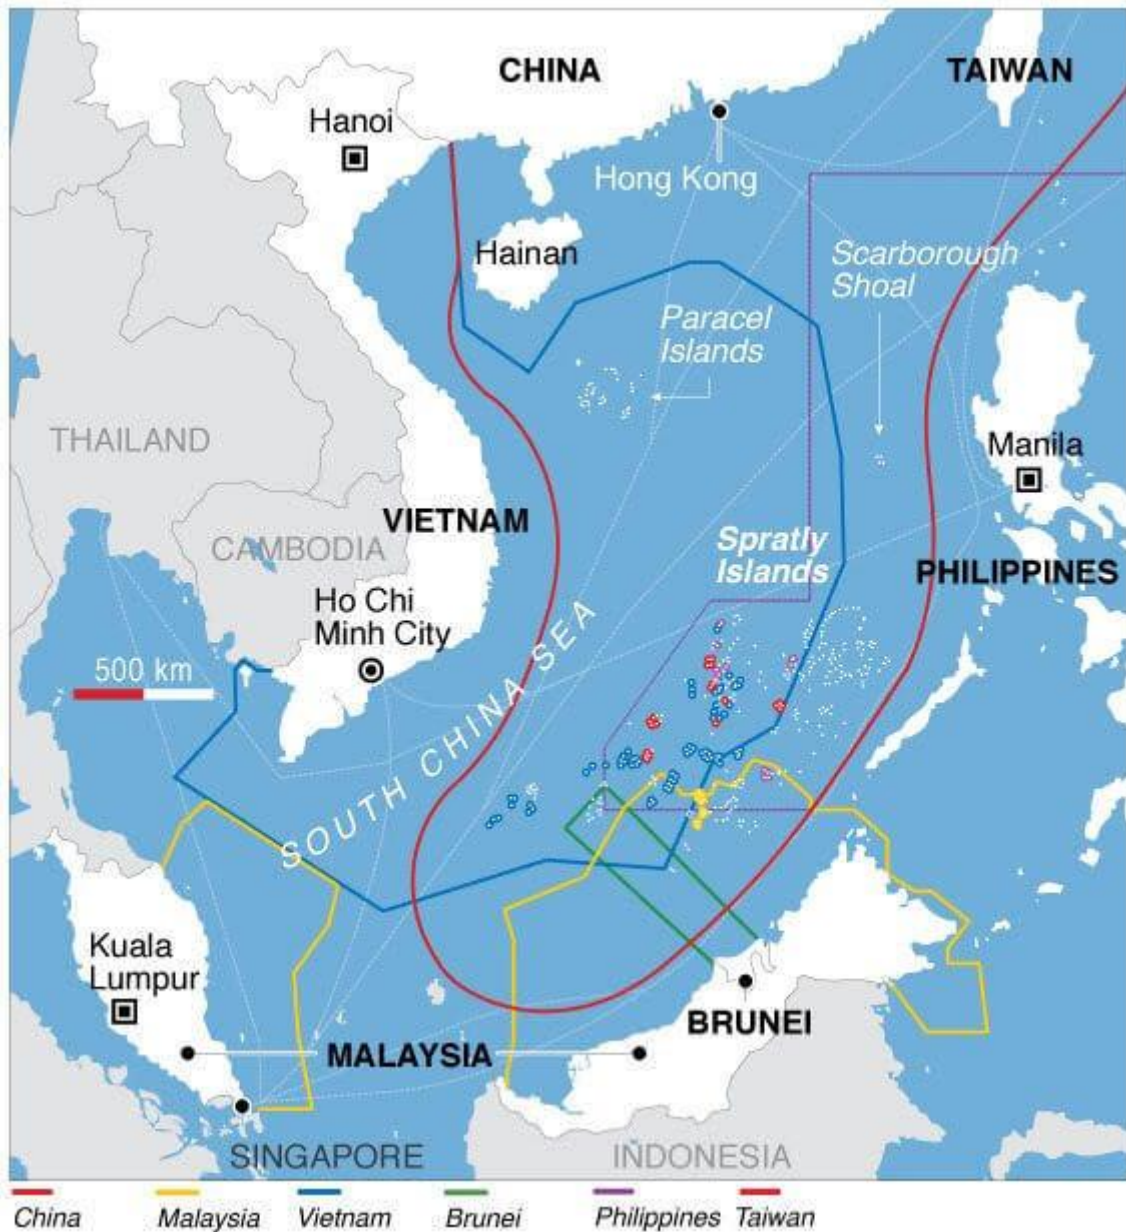 CHINA
TAIWAN
Hanoi
Hong Kong
Hainan
Scarborough
Shoal
Paracel
Islands
THAILAND
Manila
VIETNAM
CAMBODIA
Spratly
Islands
PHILIPPINES
Ho Chi
Minh City
500 km
SOUTH CHINA SEA
Kuala
Lumpur
BRUNEI
MALAYSIA
SINGAPORE
INDONESIA
China
Malaysia
Vietnam
Brunei
Philippines
Taiwan